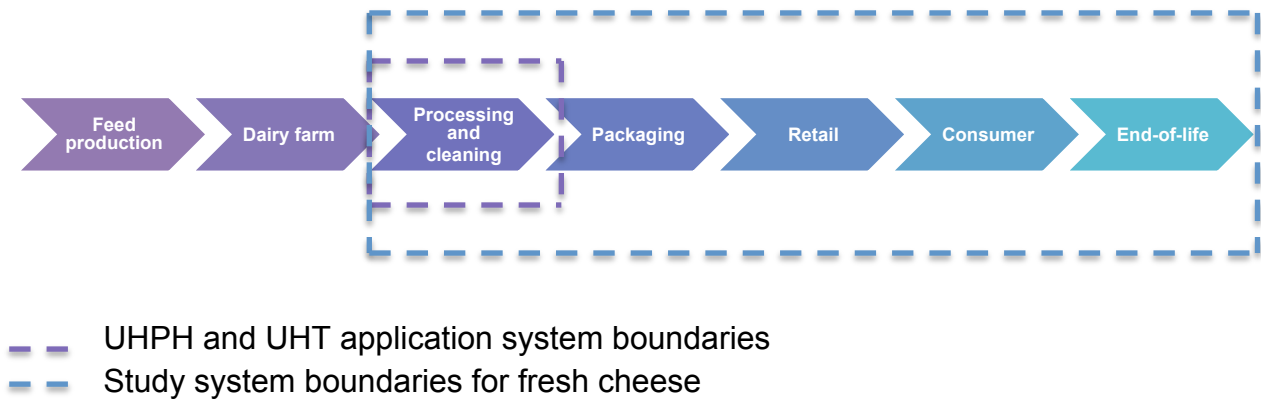 Feed
production
Dairy farm
Processing
and
cleaning
Packaging
Retail
Consumer
End-of-life
UHPH and UHT application system boundaries
Study system boundaries for fresh cheese